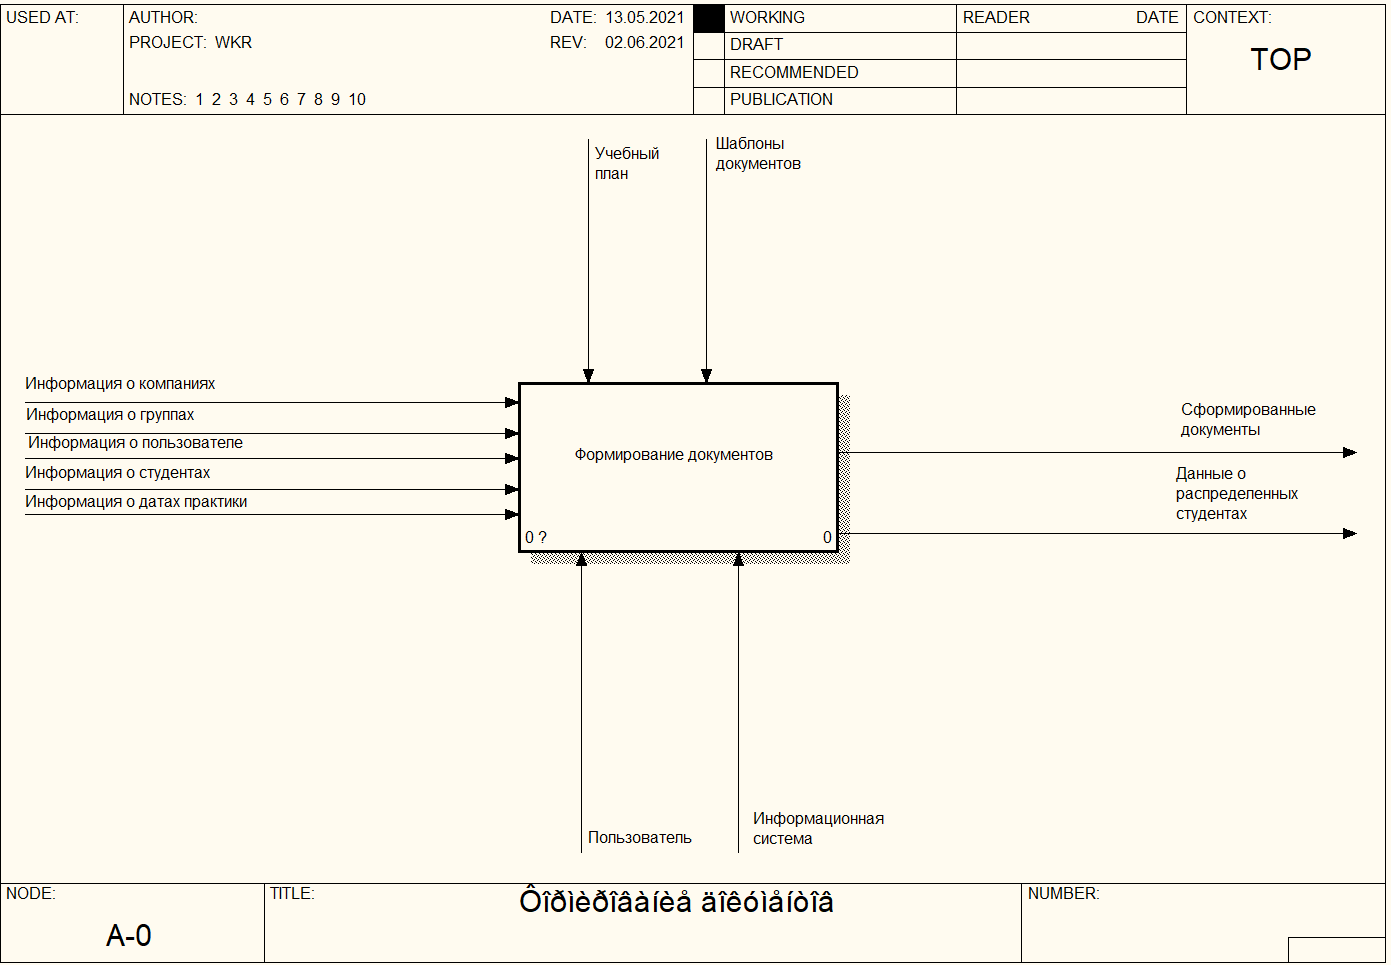 USED AT:
AUTHOR:
DATE: 13.05.2021
PROJECT: WKR
REV: 02.06.2021
NOTES: 1 2 3 4 5 6 7 8 9 10
WORKING
DRAFT
RECOMMENDED
PUBLICATION
READER
DATE
CONTEXT:
TOP
Учебный
план
Шаблоны
документов
Информация о компаниях
Информация о группах
Информация о пользователе
Информация о студентах
Информация о датах практики
Формирование документов
0 ?
0
Сформированные
документы
Данные о
распределенных
студентах
Пользователь
Информационная
система
NODE:
A-0
TITLE:
Ôîðìèðîâàíèå äîêóìåíòîâ
NUMBER: